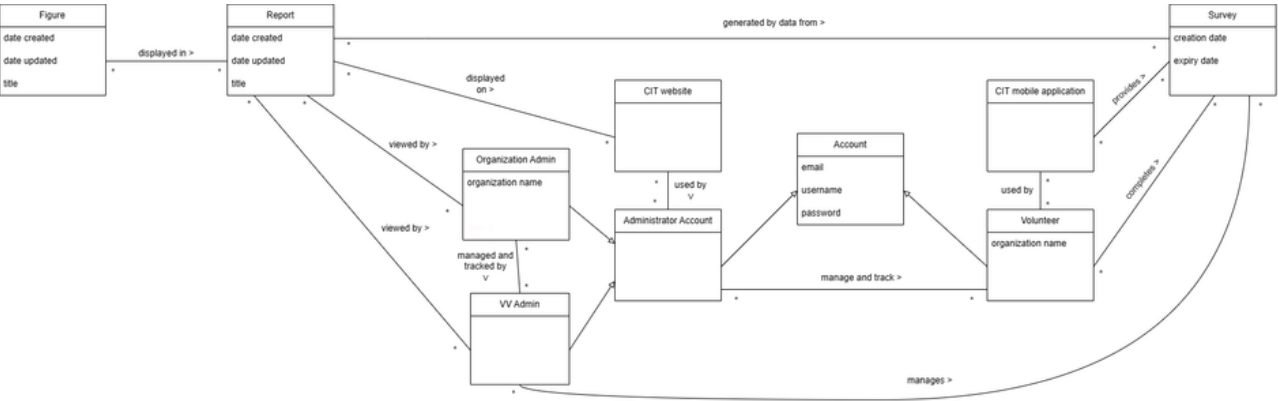 Figure
date created
date updated
title
displayed in >
*
*
Report
date created
date updated
title
*
*
*
*
generated by data from >
*
Survey
creation date
expiry date
*
*
*
displayed
on >
*
CIT website
*
used by
v
*
CIT mobile application
*
provides >
used by
*
*
completes >
Account
email
username
password
viewed by >
*
Organization Admin
organization name
*
viewed by >
*
managed and
tracked by
v
*
VV Admin
*
Administrator Account
*
manage and track >
*
Volunteer
organization name
*
manages >